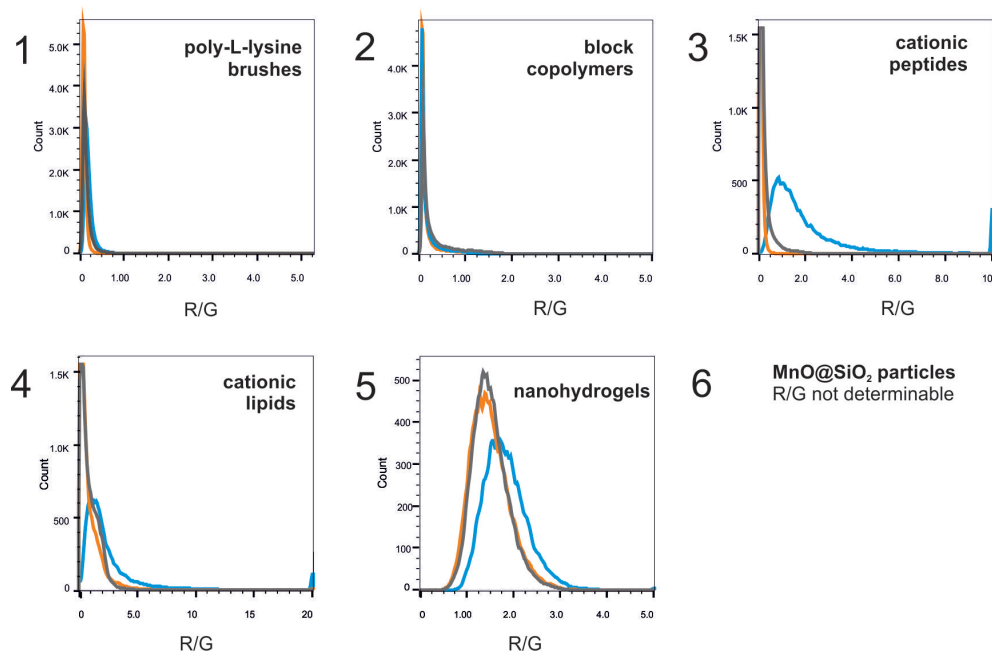 1
poly-L-lysine
brushes
5.0K
4.0K
3.0K
2.0K
1.0K
0
Count
0 1.00 2.0 3.0 4.0 5.0
R/G
2
block
copolymers
4.0K
3.0K
2.0K
1.0K
0
Count
0 1.00 2.0 3.0 4.0 5.0
R/G
3
cationic
peptides
1.5K
1.0K
500
0
Count
0 2.0 4.0 6.0 8.0 10
R/G
4
cationic
lipids
1.5K
1.0K
500
0
Count
0 5 10 15 20
R/G
5
nanohydrogels
500
400
300
200
100
0
Count
0 1.00 2.0 3.0 4.0 5.0
R/G
6
MnO@SiO₂ particles
R/G not determinable